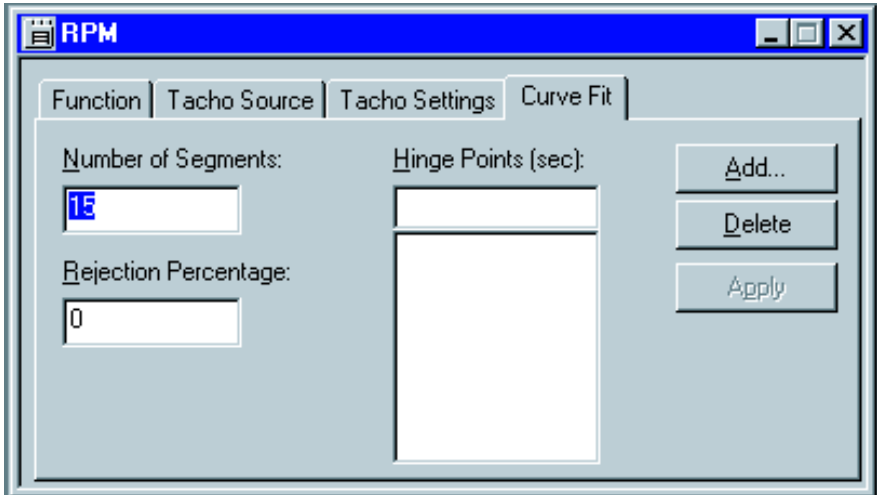 RPM
Function Tacho Source Tacho Settings Curve Fit
Number of Segments:
15
Rejection Percentage:
0
Hinge Points (sec):
Add...
Delete
Apply